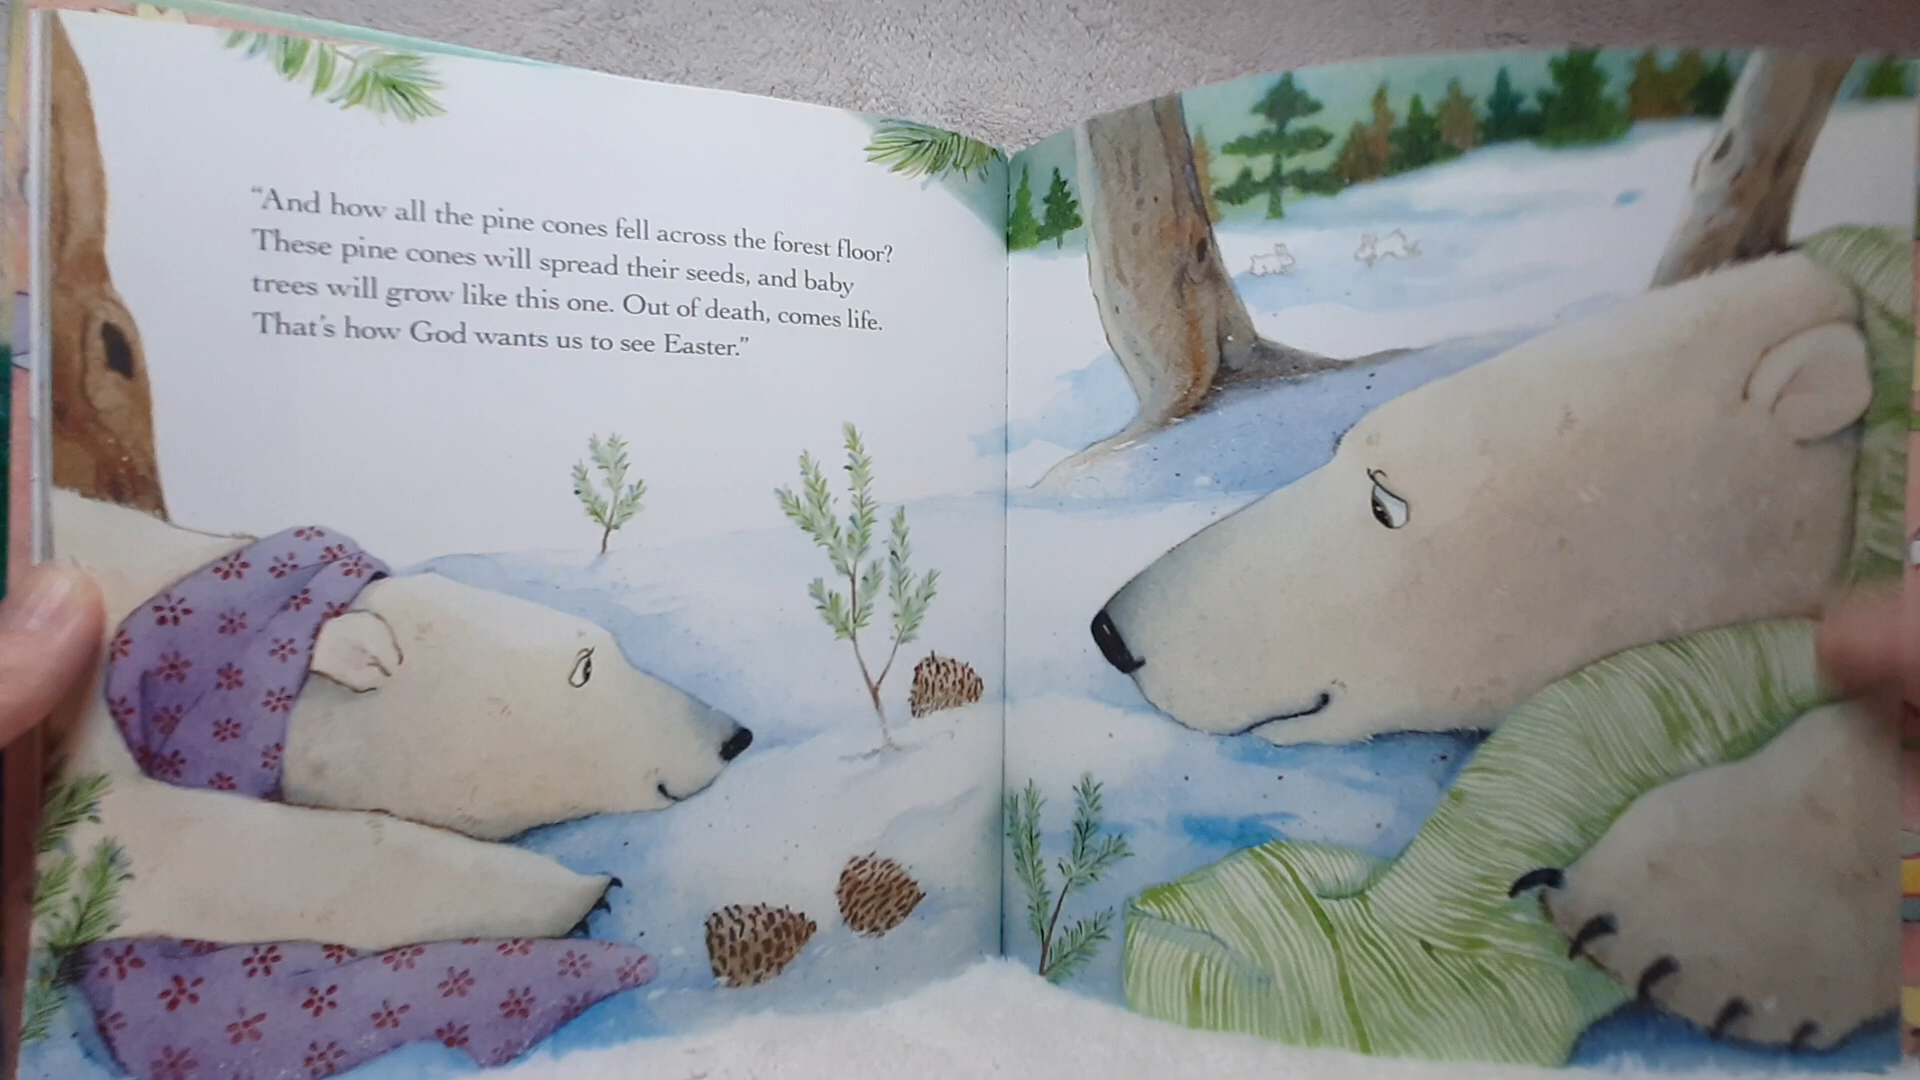 “And how all the pine cones fell across the forest floor?
These pine cones will spread their seeds, and baby
trees will grow like this one. Out of death, comes life.
That’s how God wants us to see Easter.”